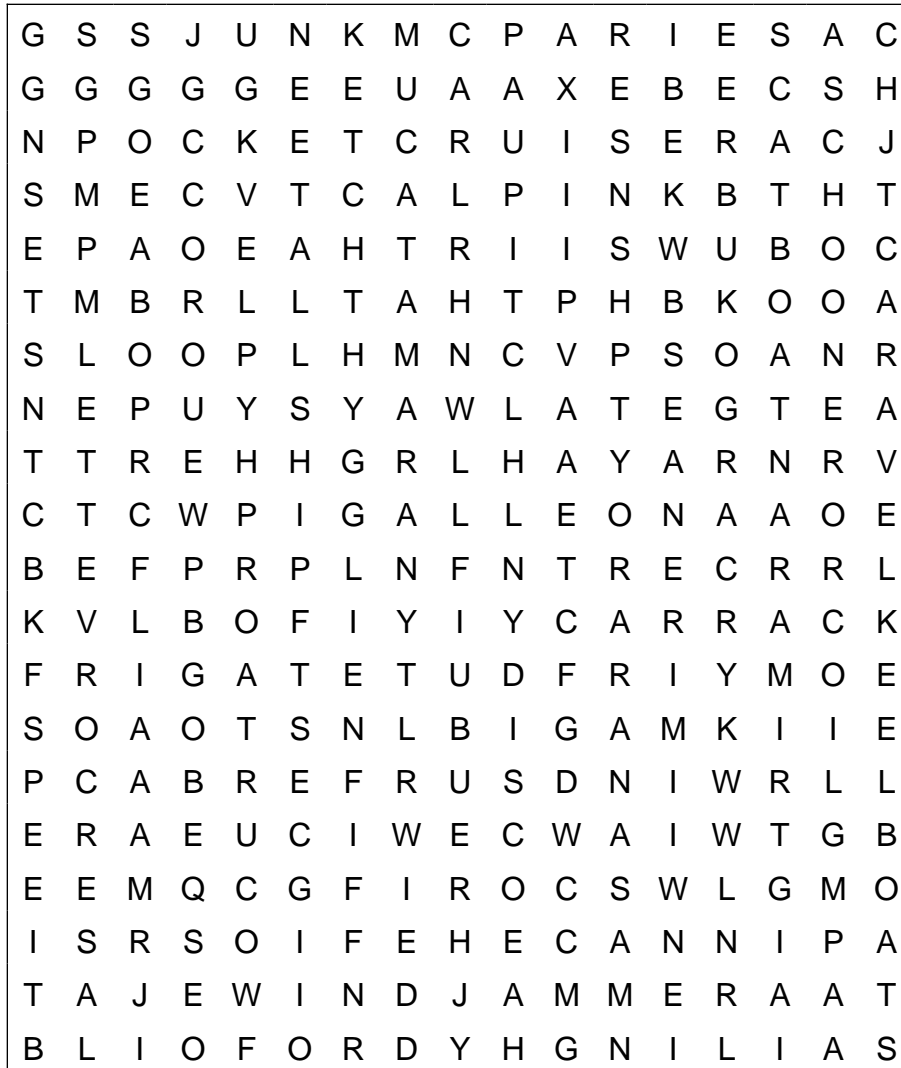 G S S J U N K M C P A R I E S A C
G G G G G E E U A A X E B E C S H
N P O C K E T C R U I S E R A C J
S M E C V T C A L P I N K B T H T
E P A O E A H T R I I S W U B O C
T M B R L L T A H T P H B K O O A
S L O O P L H M N C V P S O A N R
N E P U Y S Y A W L A T E G T E A
T T R E H H G R L H A Y A R N R V
C T C W P I G A L L E O N A A O E
B E F P R P L N F N T R E C R R L
K V L B O F I Y I Y C A R R A C K
F R I G A T E T U D F R I Y M O E
S O A O T S N L B I G A M K I I E
P C A B R E F R U S D N I W R L L
E R A E U C I W E C W A I W T G B
E E M Q C G F I R O C S W L G M O
I S R S O I F E H E C A N N I P A
T A J E W I N D J A M M E R A A T
B L I O F O R D Y H G N I L I A S